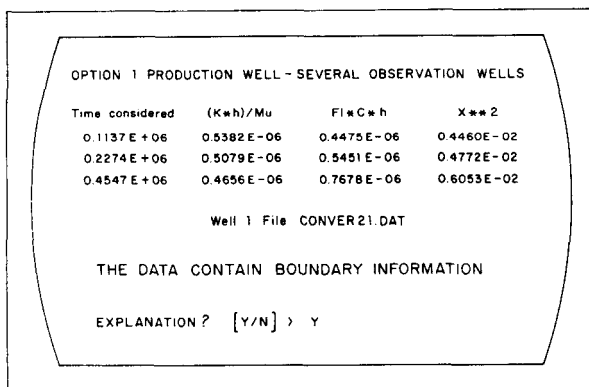 OPTION 1 PRODUCTION WELL - SEVERAL OBSERVATION WELLS
Time considered (K*h)/Mu FI*C*h X**2
0.1137E+06 0.5382E-06 0.4475E-06 0.4460E-02
0.2274E+06 0.5079E-06 0.5451E-06 0.4772E-02
0.4547E+06 0.4656E-06 0.7678E-06 0.6053E-02
Well 1 File CONVER21.DAT
THE DATA CONTAIN BOUNDARY INFORMATION
EXPLANATION? [Y/N] > Y